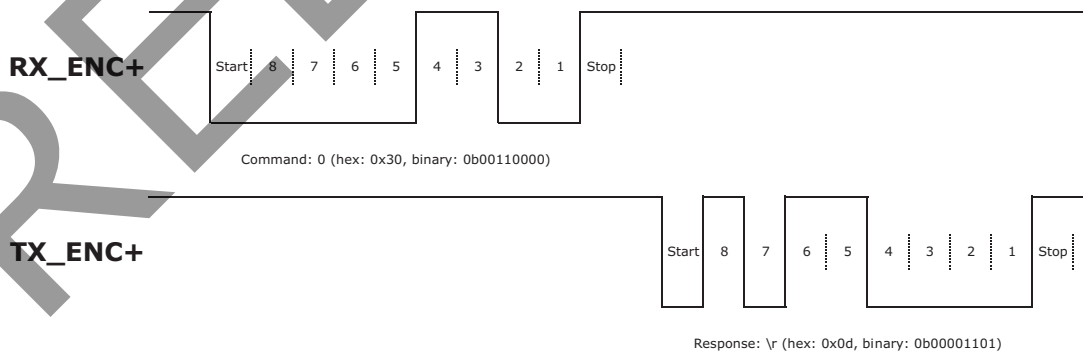 RX_ENC+
Start 8 7 6 5 4 3 2 1 Stop
Command: 0 (hex: 0x30, binary: 0b00110000)
TX_ENC+
Start 8 7 6 5 4 3 2 1 Stop
Response: \r (hex: 0x0d, binary: 0b00001101)